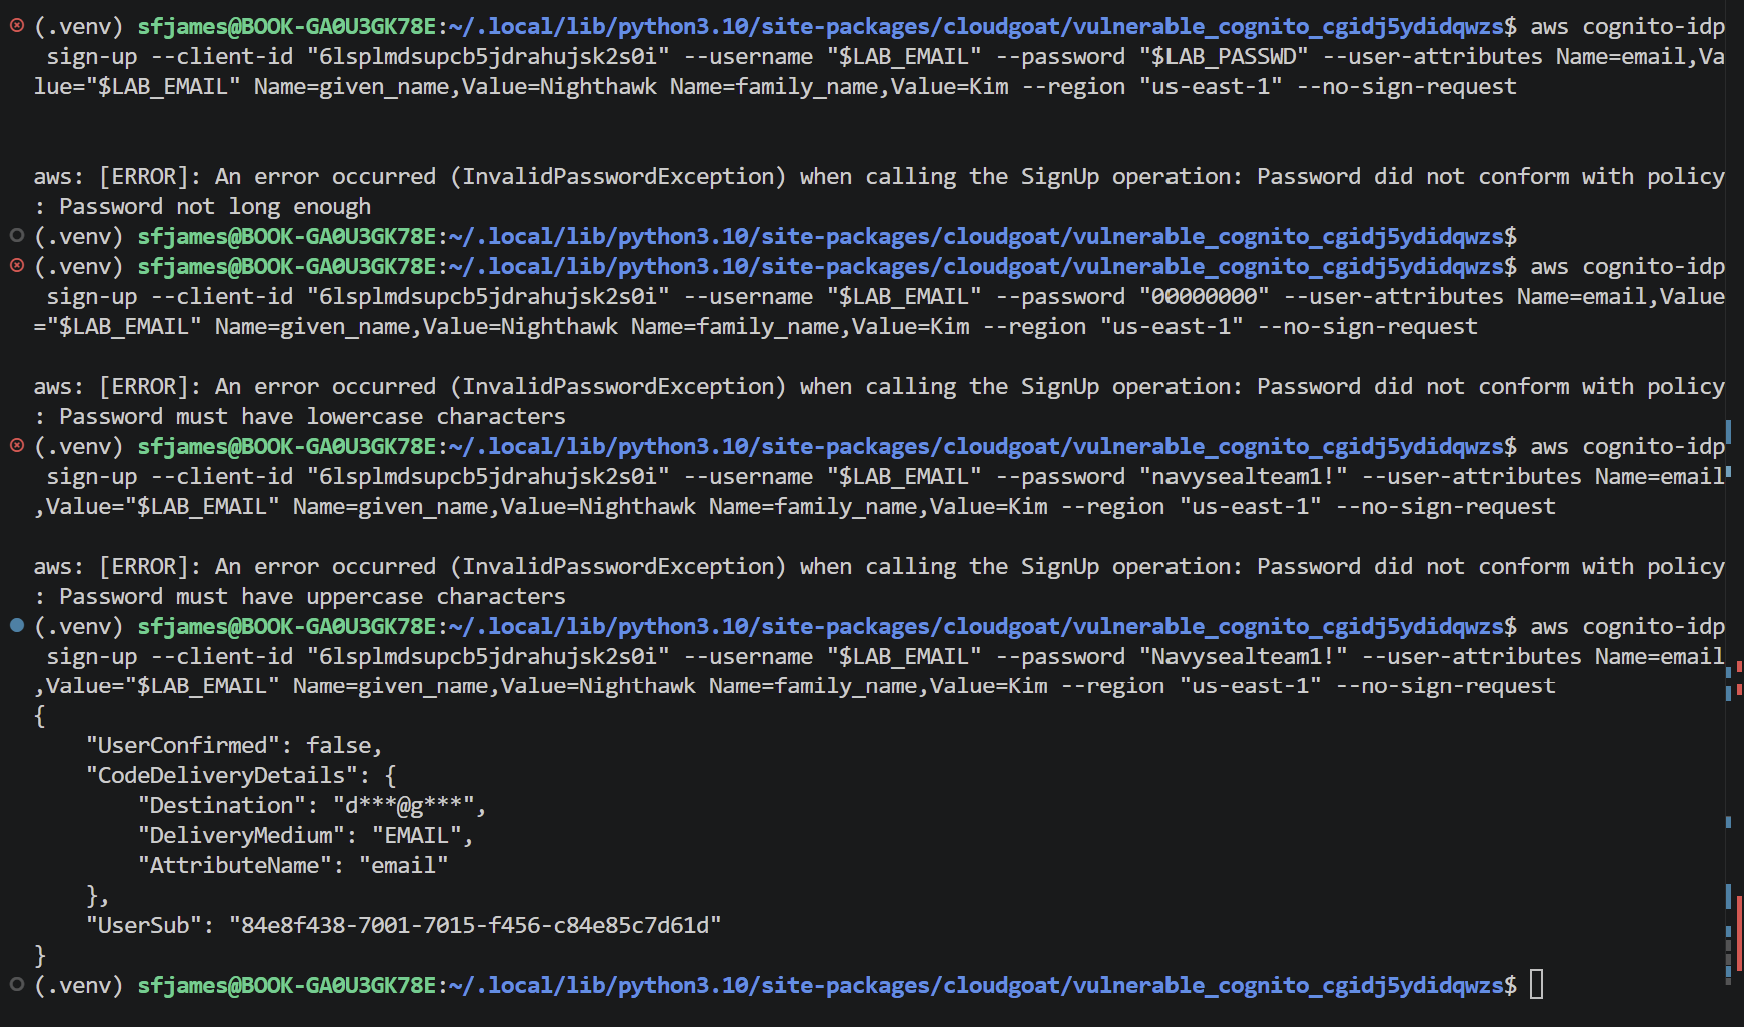 (.venv) sfjames@BOOK-GA0U3GK78E:~/.local/lib/python3.10/site-packages/cloudgoat/vulnerable_cognito_cgidj5ydidqwzs$ aws cognito-idp
 sign-up --client-id "6lsplmdsupcb5jdrahujsk2s0i" --username "$LAB_EMAIL" --password "$LAB_PASSWD" --user-attributes Name=email,Va
lue="$LAB_EMAIL" Name=given_name,Value=Nighthawk Name=family_name,Value=Kim --region "us-east-1" --no-sign-request
aws: [ERROR]: An error occurred (InvalidPasswordException) when calling the SignUp operation: Password did not conform with policy
: Password not long enough
(.venv) sfjames@BOOK-GA0U3GK78E:~/.local/lib/python3.10/site-packages/cloudgoat/vulnerable_cognito_cgidj5ydidqwzs$
(.venv) sfjames@BOOK-GA0U3GK78E:~/.local/lib/python3.10/site-packages/cloudgoat/vulnerable_cognito_cgidj5ydidqwzs$ aws cognito-idp
 sign-up --client-id "6lsplmdsupcb5jdrahujsk2s0i" --username "$LAB_EMAIL" --password "00000000" --user-attributes Name=email,Value
="$LAB_EMAIL" Name=given_name,Value=Nighthawk Name=family_name,Value=Kim --region "us-east-1" --no-sign-request
aws: [ERROR]: An error occurred (InvalidPasswordException) when calling the SignUp operation: Password did not conform with policy
: Password must have lowercase characters
(.venv) sfjames@BOOK-GA0U3GK78E:~/.local/lib/python3.10/site-packages/cloudgoat/vulnerable_cognito_cgidj5ydidqwzs$ aws cognito-idp
 sign-up --client-id "6lsplmdsupcb5jdrahujsk2s0i" --username "$LAB_EMAIL" --password "navysealteam1!" --user-attributes Name=email
,Value="$LAB_EMAIL" Name=given_name,Value=Nighthawk Name=family_name,Value=Kim --region "us-east-1" --no-sign-request
aws: [ERROR]: An error occurred (InvalidPasswordException) when calling the SignUp operation: Password did not conform with policy
: Password must have uppercase characters
(.venv) sfjames@BOOK-GA0U3GK78E:~/.local/lib/python3.10/site-packages/cloudgoat/vulnerable_cognito_cgidj5ydidqwzs$ aws cognito-idp
 sign-up --client-id "6lsplmdsupcb5jdrahujsk2s0i" --username "$LAB_EMAIL" --password "Navysealteam1!" --user-attributes Name=email
,Value="$LAB_EMAIL" Name=given_name,Value=Nighthawk Name=family_name,Value=Kim --region "us-east-1" --no-sign-request
{
    "UserConfirmed": false,
    "CodeDeliveryDetails": {
        "Destination": "d***@g***",
        "DeliveryMedium": "EMAIL",
        "AttributeName": "email"
    },
    "UserSub": "84e8f438-7001-7015-f456-c84e85c7d61d"
}
(.venv) sfjames@BOOK-GA0U3GK78E:~/.local/lib/python3.10/site-packages/cloudgoat/vulnerable_cognito_cgidj5ydidqwzs$